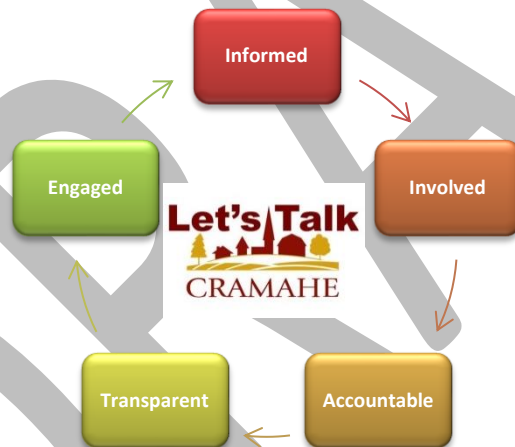 Informed
Involved
Accountable
Transparent
Engaged
Let's Talk
CRAMAHE